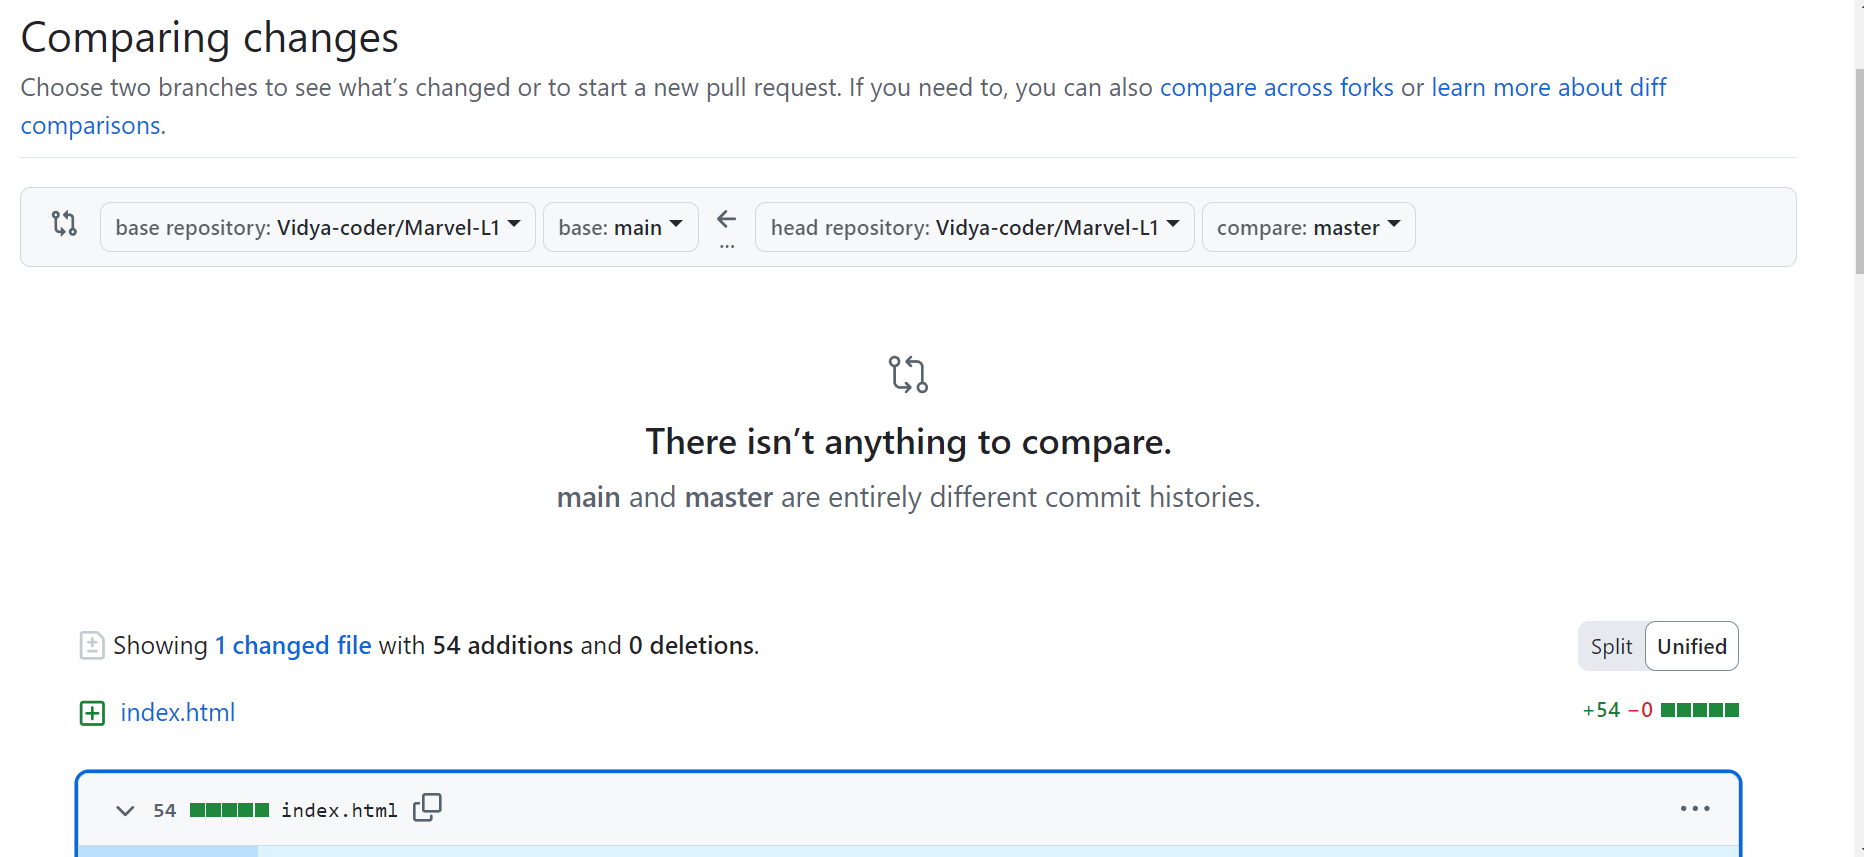 Comparing changes
Choose two branches to see what’s changed or to start a new pull request. If you need to, you can also compare across forks or learn more about diff
comparisons.
base repository: Vidya-coder/Marvel-L1 base: main ... head repository: Vidya-coder/Marvel-L1 compare: master
There isn’t anything to compare.
main and master are entirely different commit histories.
Showing 1 changed file with 54 additions and 0 deletions.
Split Unified
index.html
+54 −0
54 index.html